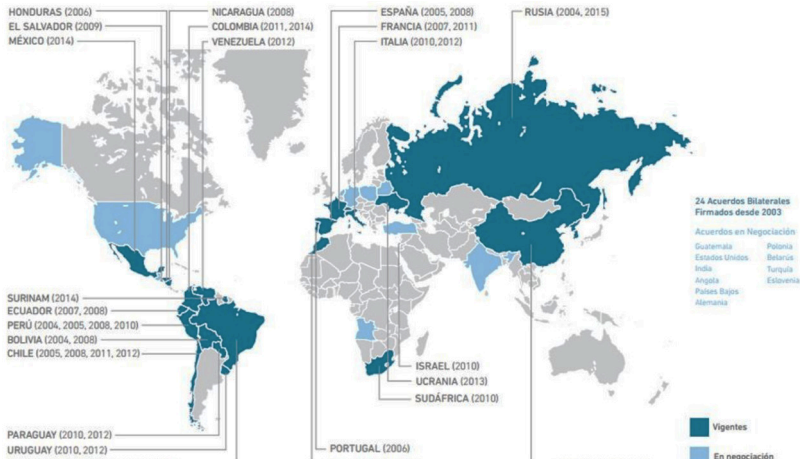 HONDURAS (2006)
EL SALVADOR (2009)
MÉXICO (2014)
NICARAGUA (2008)
COLOMBIA (2011, 2014)
VENEZUELA (2012)
ESPAÑA (2005, 2008)
FRANCIA (2007, 2011)
ITALIA (2010,2012)
RUSIA (2004, 2015)
24 Acuerdos Bilaterales
Firmados desde 2003
Acuerdos en Negociación
Guatemala
Estados Unidos
India
Angola
Países Bajos
Alemania
Polonia
Belarús
Turquía
Eslovenia
SURINAM (2014)
ECUADOR (2007, 2008)
PERÚ (2004, 2005, 2008, 2010)
BOLIVIA (2004, 2008)
CHILE (2005, 2008, 2011, 2012)
ISRAEL (2010)
UCRANIA (2013)
SUDÁFRICA (2010)
PARAGUAY (2010, 2012)
URUGUAY (2010, 2012)
PORTUGAL (2006)
Vigentes
En negociación